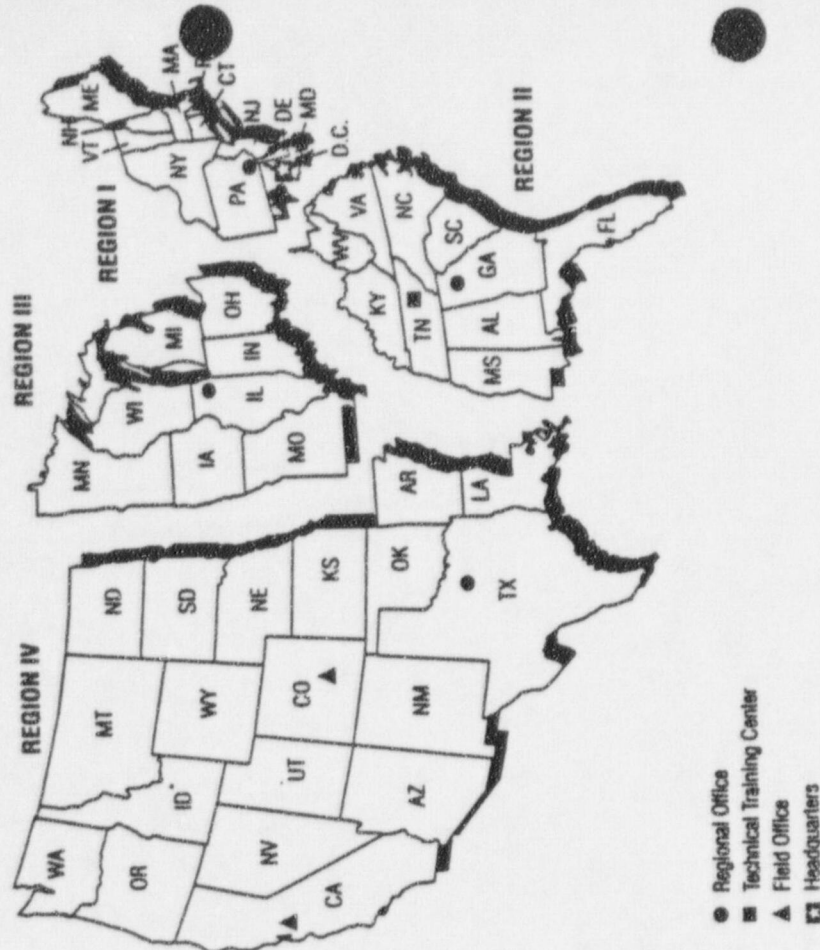 REGION IV
WA
OR
CA
NV
ID
MT
WY
UT
AZ
CO
NM
ND
SD
NE
KS
OK
TX
AR
LA
REGION III
MN
WI
MI
IA
IL
IN
OH
MO
REGION I
ME
NH
VT
NY
MA
CT
PA
NJ
DE
MD
D.C.
REGION II
WV
VA
KY
NC
TN
SC
MS
AL
GA
FL
Regional Office
Technical Training Center
Field Office
Headquarters